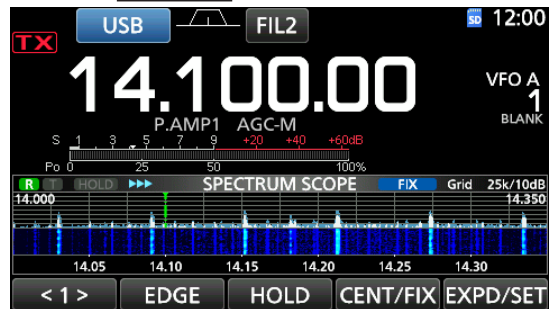 USB FIL2 SD 12:00
TX
14.100.00 VFO A
1
P.AMP1 AGC-M BLANK
S 1 3 5 7 9 +20 +40 +60dB
Po 0 25 50 100%
R T HOLD SPECTRUM SCOPE FIX Grid 25k/10dB
14.000 14.350
14.05 14.10 14.15 14.20 14.25 14.30
< 1 > EDGE HOLD CENT/FIX EXPD/SET